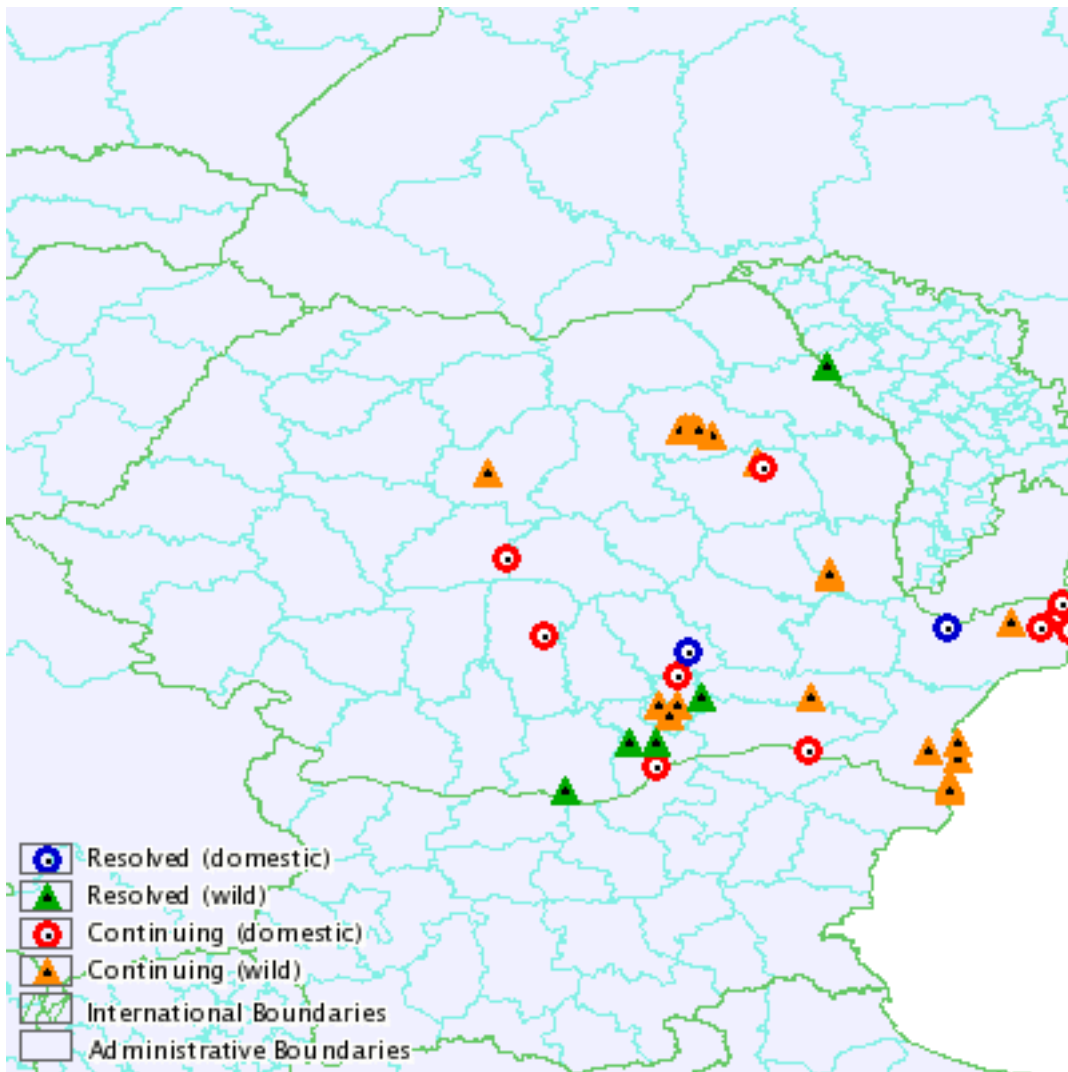 Resolved (domestic)
Resolved (wild)
Continuing (domestic)
Continuing (wild)
International Boundaries
Administrative Boundaries